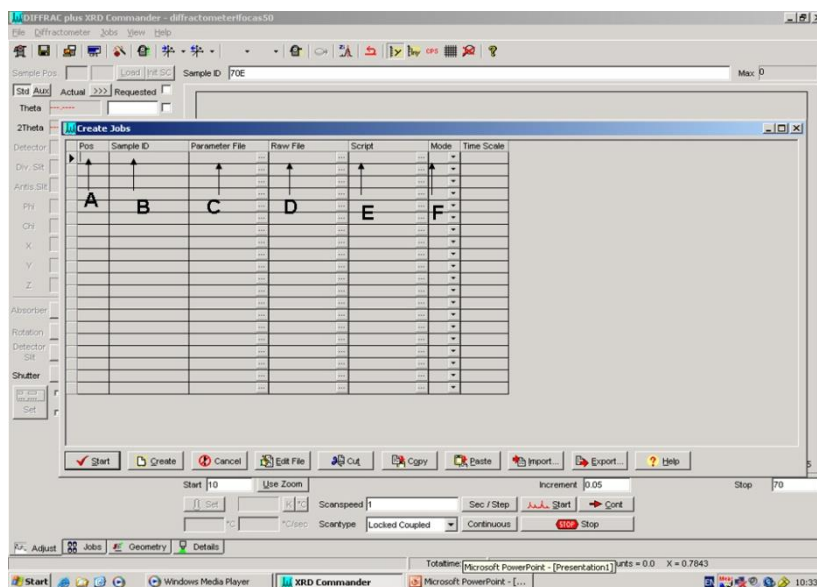 DIFFRAC plus XRD Commander - diffractometer\focas50
File Diffractometer Jobs View Help
Sample Pos. Load Init SC Sample ID 70E Max 0
Std Aux Actual >>> Requested
Theta
2Theta
Create Jobs
Detector
Pos Sample ID Parameter File Raw File Script Mode Time Scale
Div. Slit
Antis.Slit
A B C D E F
Phi
Chi
X
Y
Z
Absorber
Rotation
Detector Slit
Shutter
Set
Start Create Cancel Edit File Cut Copy Paste Import... Export... Help
Start 10 Use Zoom Increment 0.05 Stop 70
Set K °C Scanspeed 1 Sec / Step Start Cont
°C °C/sec Scantype Locked Coupled Continuous STOP Stop
Adjust Jobs Geometry Details
Totaltime: Microsoft PowerPoint - [Presentation1] unts = 0.0 X = 0.7843
Start Windows Media Player XRD Commander Microsoft PowerPoint - [... 10:33